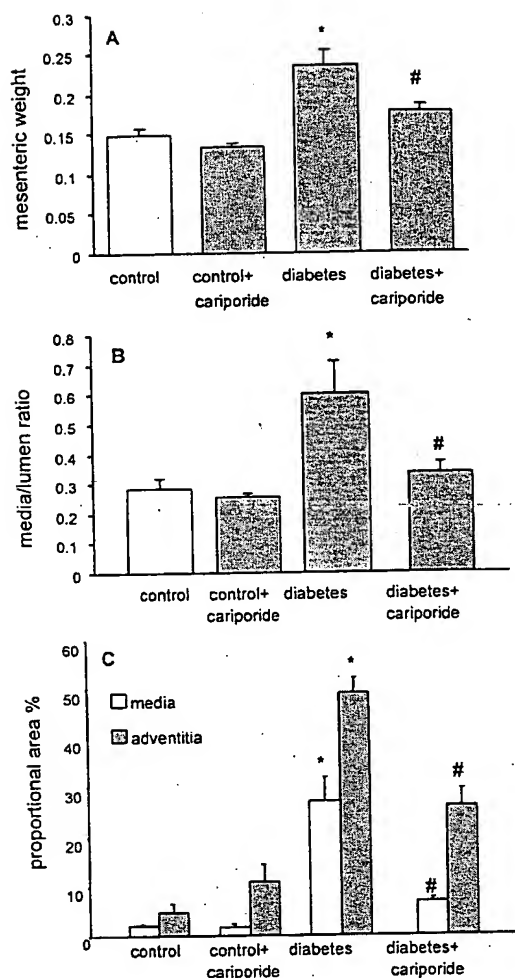 0.3
A
*
0.25
#
0.2
0.15
0.1
0.05
0
mesenteric weight
control
control+
cariporide
diabetes
diabetes+
cariporide
0.8
B
*
0.7
0.6
0.5
#
0.4
0.3
0.2
0.1
0
media/lumen ratio
control
control+
cariporide
diabetes
diabetes+
cariporide
60
C
*
50
media
adventitia
40
*
30
#
20
10
#
0
proportional area %
control
control+
cariporide
diabetes
diabetes+
cariporide